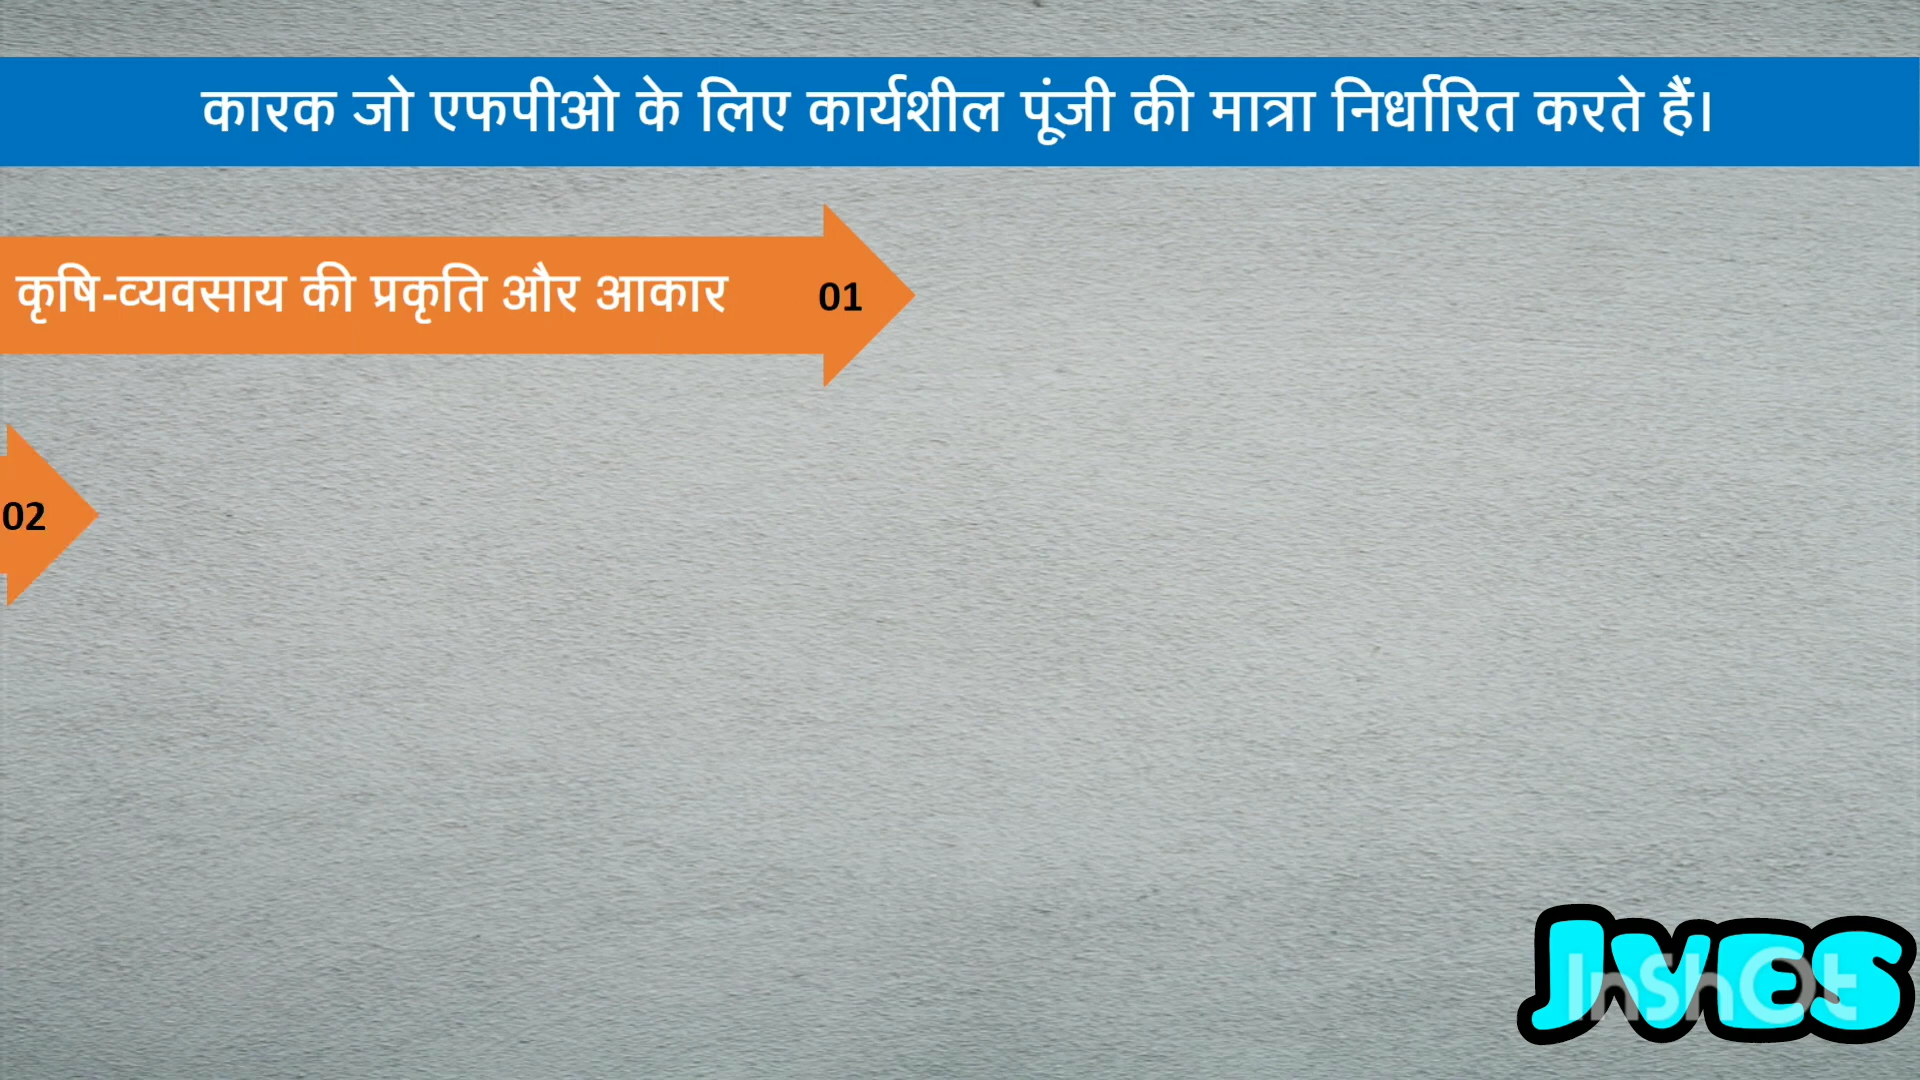 कारक जो एफपीओ के लिए कार्यशील पूंजी की मात्रा निर्धारित करते हैं।
कृषि-व्यवसाय की प्रकृति और आकार 01
02
JVES
InShOt